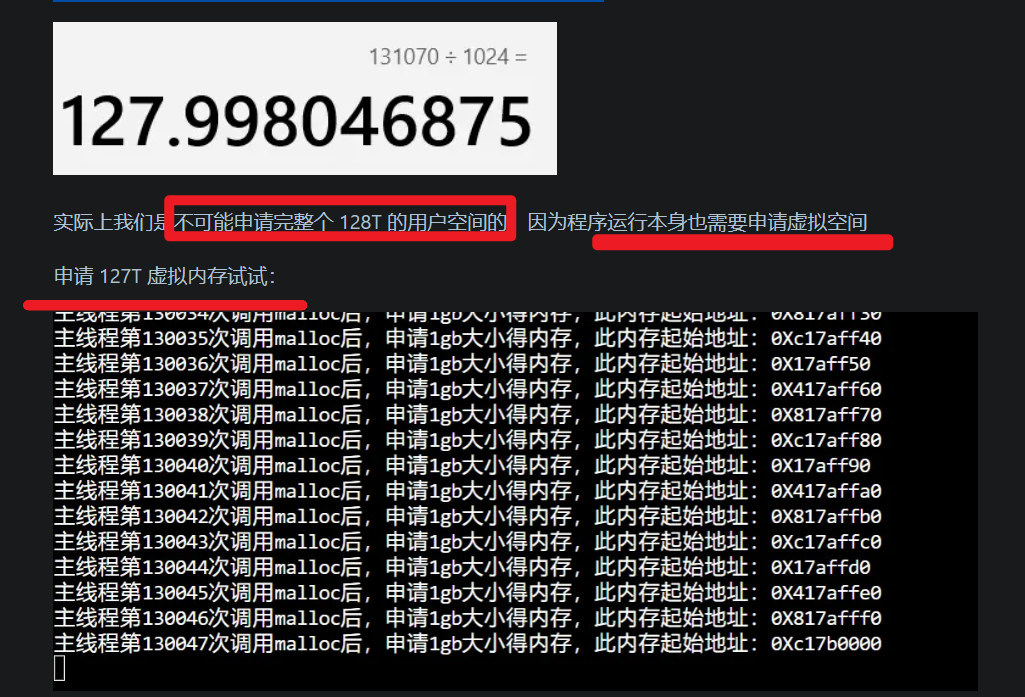 131070 ÷ 1024 =
127.998046875
实际上我们是不可能申请完整个 128T 的用户空间的 因为程序运行本身也需要申请虚拟空间
申请 127T 虚拟内存试试：
主线程第130034次调用malloc后，申请1gb大小得内存，此内存起始地址：0X817aff30
主线程第130035次调用malloc后，申请1gb大小得内存，此内存起始地址：0Xc17aff40
主线程第130036次调用malloc后，申请1gb大小得内存，此内存起始地址：0X17aff50
主线程第130037次调用malloc后，申请1gb大小得内存，此内存起始地址：0X417aff60
主线程第130038次调用malloc后，申请1gb大小得内存，此内存起始地址：0X817aff70
主线程第130039次调用malloc后，申请1gb大小得内存，此内存起始地址：0Xc17aff80
主线程第130040次调用malloc后，申请1gb大小得内存，此内存起始地址：0X17aff90
主线程第130041次调用malloc后，申请1gb大小得内存，此内存起始地址：0X417affa0
主线程第130042次调用malloc后，申请1gb大小得内存，此内存起始地址：0X817affb0
主线程第130043次调用malloc后，申请1gb大小得内存，此内存起始地址：0Xc17affc0
主线程第130044次调用malloc后，申请1gb大小得内存，此内存起始地址：0X17affd0
主线程第130045次调用malloc后，申请1gb大小得内存，此内存起始地址：0X417affe0
主线程第130046次调用malloc后，申请1gb大小得内存，此内存起始地址：0X817afff0
主线程第130047次调用malloc后，申请1gb大小得内存，此内存起始地址：0Xc17b0000